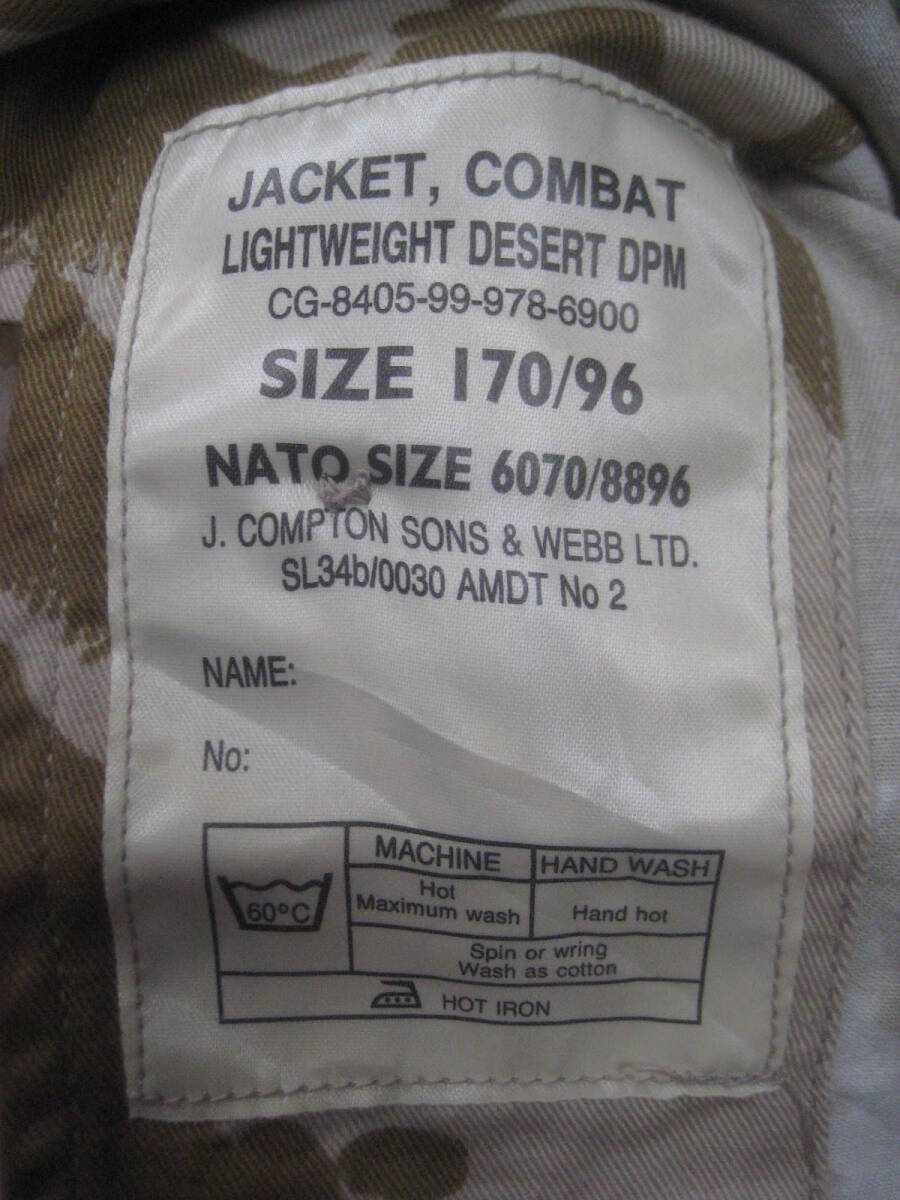 JACKET, COMBAT
LIGHTWEIGHT DESERT DPM
CG-8405-99-978-6900
SIZE 170/96
NATO SIZE 6070/8896
J. COMPTON SONS & WEBB LTD.
SL34b/0030 AMDT No 2
NAME:
No:
MACHINE HAND WASH
60°C
Hot
Maximum wash
Hand hot
Spin or wring
Wash as cotton
HOT IRON